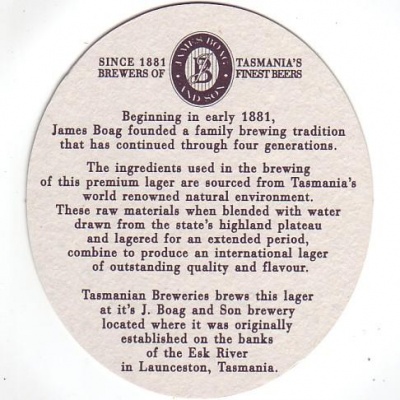 SINCE 1881
BREWERS OF
JAMES BOAG
AND SON
B
TASMANIA'S
FINEST BEERS
Beginning in early 1881,
James Boag founded a family brewing tradition
that has continued through four generations.
The ingredients used in the brewing
of this premium lager are sourced from Tasmania's
world renowned natural environment.
These raw materials when blended with water
drawn from the state's highland plateau
and lagered for an extended period,
combine to produce an international lager
of outstanding quality and flavour.
Tasmanian Breweries brews this lager
at it's J. Boag and Son brewery
located where it was originally
established on the banks
of the Esk River
in Launceston, Tasmania.